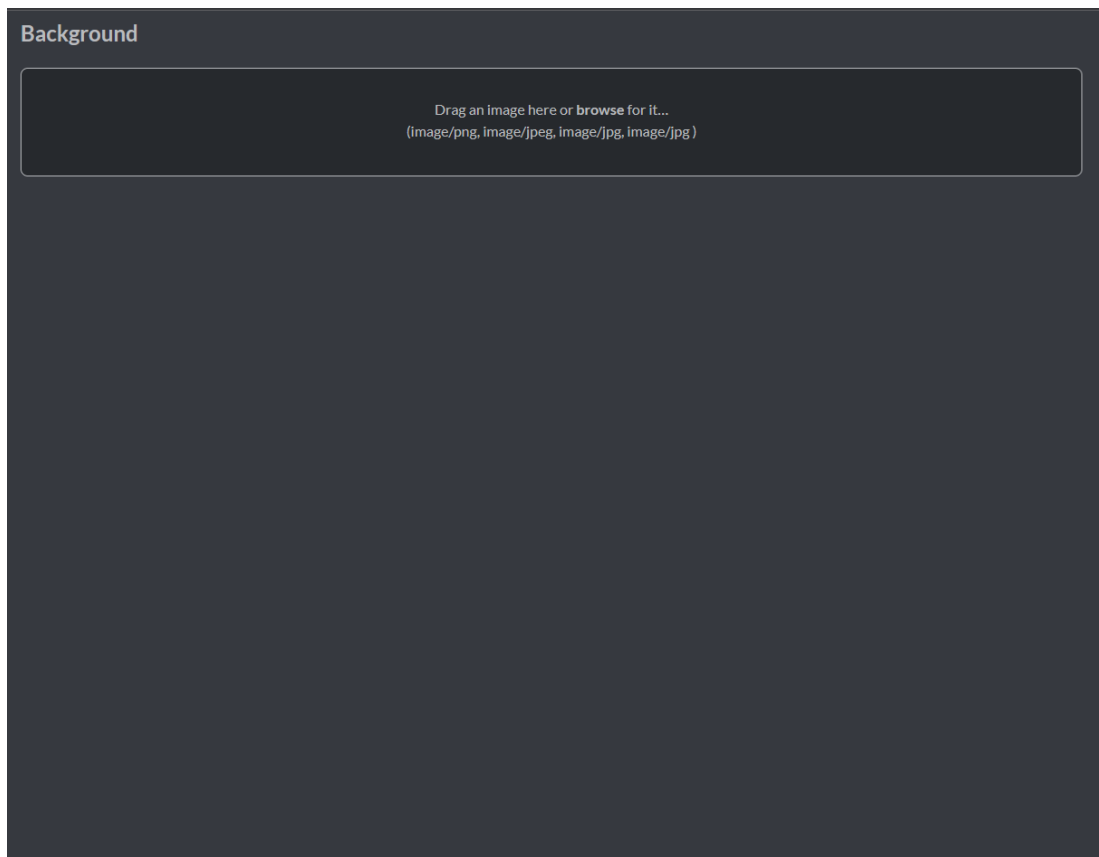 Background
Drag an image here or browse for it...
(image/png, image/jpeg, image/jpg, image/jpg )